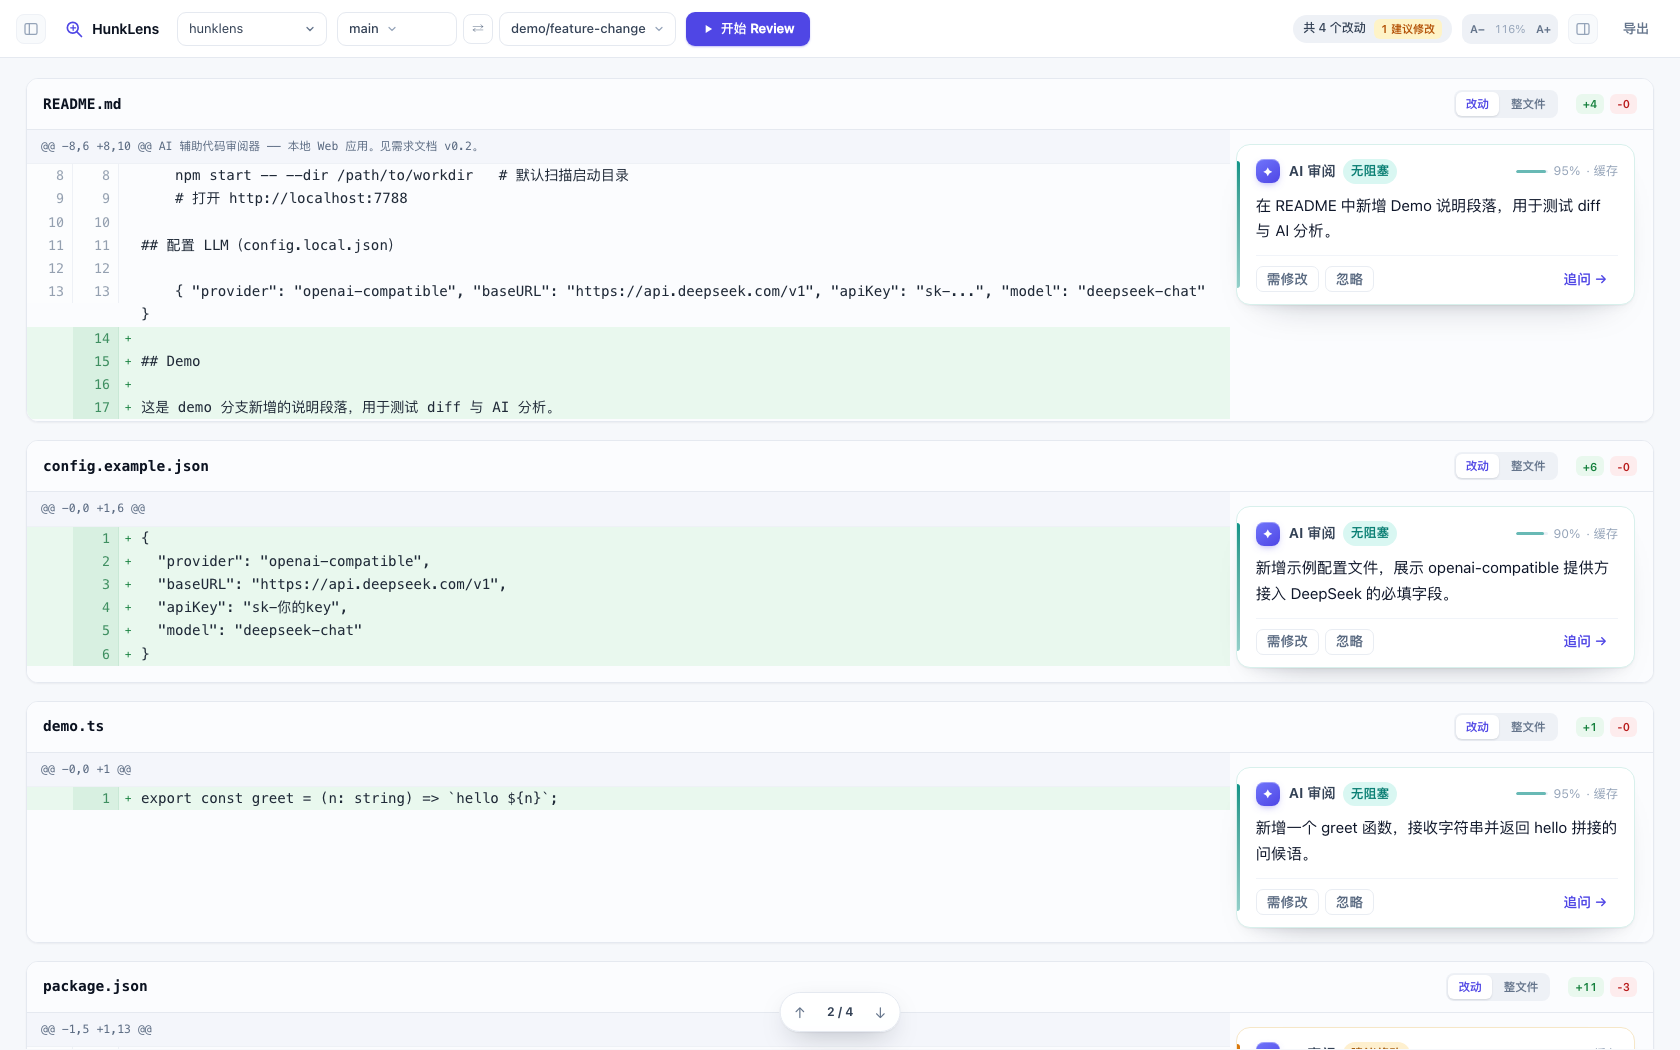 HunkLens
hunklens
main
demo/feature-change
开始 Review
共 4 个改动
1 建议修改
A− 116% A+
导出
README.md
改动 整文件 +4 -0
@@ -8,6 +8,10 @@ AI 辅助代码审阅器 —— 本地 Web 应用。见需求文档 v0.2。
8 8 npm start -- --dir /path/to/workdir # 默认扫描启动目录
9 9 # 打开 http://localhost:7788
10 10
11 11 ## 配置 LLM（config.local.json）
12 12
13 13 { "provider": "openai-compatible", "baseURL": "https://api.deepseek.com/v1", "apiKey": "sk-...", "model": "deepseek-chat"
}
14 +
15 + ## Demo
16 +
17 + 这是 demo 分支新增的说明段落，用于测试 diff 与 AI 分析。
AI 审阅 无阻塞 95% · 缓存
在 README 中新增 Demo 说明段落，用于测试 diff
与 AI 分析。
需修改 忽略 追问 →
config.example.json
改动 整文件 +6 -0
@@ -0,0 +1,6 @@
1 + {
2 + "provider": "openai-compatible",
3 + "baseURL": "https://api.deepseek.com/v1",
4 + "apiKey": "sk-你的key",
5 + "model": "deepseek-chat"
6 + }
AI 审阅 无阻塞 90% · 缓存
新增示例配置文件，展示 openai-compatible 提供方
接入 DeepSeek 的必填字段。
需修改 忽略 追问 →
demo.ts
改动 整文件 +1 -0
@@ -0,0 +1 @@
1 + export const greet = (n: string) => `hello ${n}`;
AI 审阅 无阻塞 95% · 缓存
新增一个 greet 函数，接收字符串并返回 hello 拼接的
问候语。
需修改 忽略 追问 →
package.json
改动 整文件 +11 -3
@@ -1,5 +1,13 @@
↑ 2 / 4 ↓